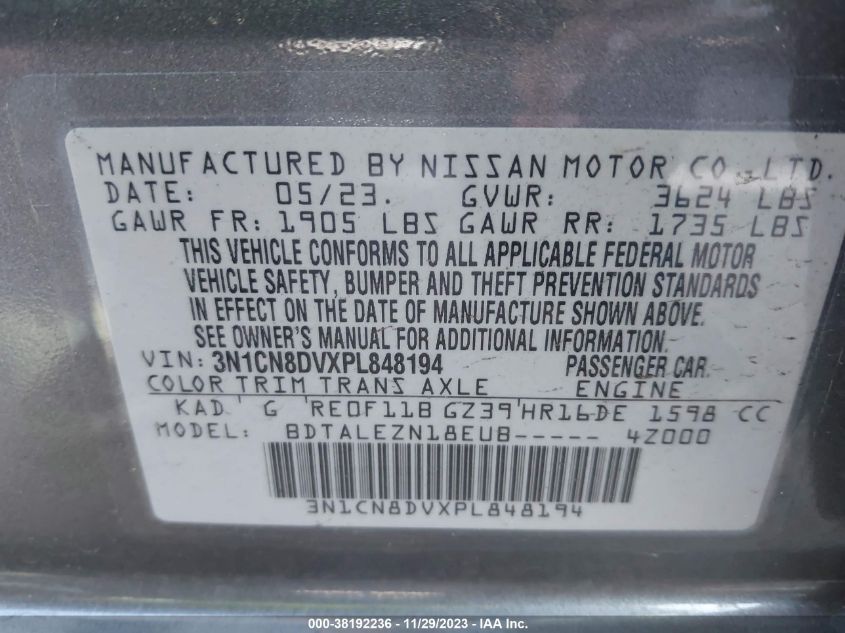 MANUFACTURED BY NISSAN MOTOR CO., LTD.
DATE: 05/23. GVWR: 3624 LBS
GAWR FR: 1905 LBS GAWR RR: 1735 LBS
THIS VEHICLE CONFORMS TO ALL APPLICABLE FEDERAL MOTOR
VEHICLE SAFETY, BUMPER AND THEFT PREVENTION STANDARDS
IN EFFECT ON THE DATE OF MANUFACTURE SHOWN ABOVE.
SEE OWNER'S MANUAL FOR ADDITIONAL INFORMATION.
VIN: 3N1CN8DVXPL848194 PASSENGER CAR
COLOR TRIM TRANS AXLE ENGINE
KAD G RE0F11B GZ39 HR16DE 1598 CC
MODEL: BDTALEZN18EUB----- 4Z000
3N1CN8DVXPL848194
000-38192236 - 11/29/2023 - IAA Inc.